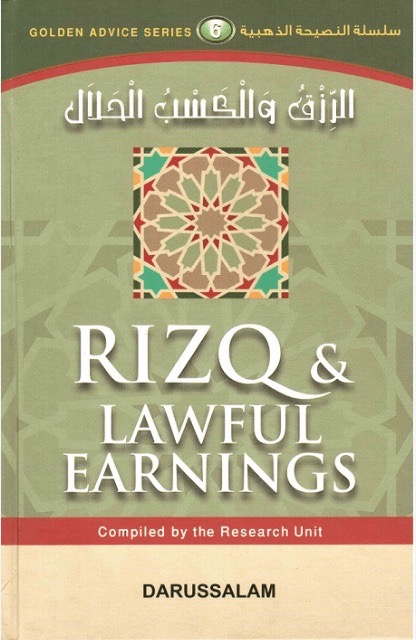 GOLDEN ADVICE SERIES 6 سلسلة النصيحة الذهبية
الرِّزْقُ وَالْكَسْبُ الْحَلَالَ
RIZQ &
LAWFUL
EARNINGS
Compiled by the Research Unit
DARUSSALAM